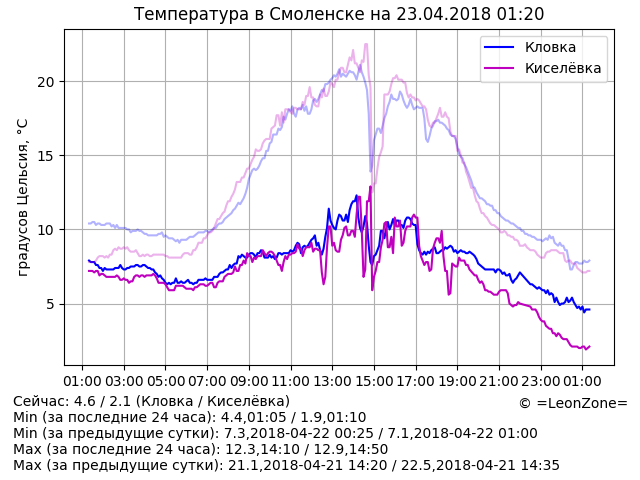 Температура в Смоленске на 23.04.2018 01:20
Кловка
Киселёвка
градусов Цельсия, °C
20
15
10
5
01:00 03:00 05:00 07:00 09:00 11:00 13:00 15:00 17:00 19:00 21:00 23:00 01:00
Сейчас: 4.6 / 2.1 (Кловка / Киселёвка)
© =LeonZone=
Min (за последние 24 часа): 4.4,01:05 / 1.9,01:10
Min (за предыдущие сутки): 7.3,2018-04-22 00:25 / 7.1,2018-04-22 01:00
Max (за последние 24 часа): 12.3,14:10 / 12.9,14:50
Max (за предыдущие сутки): 21.1,2018-04-21 14:20 / 22.5,2018-04-21 14:35